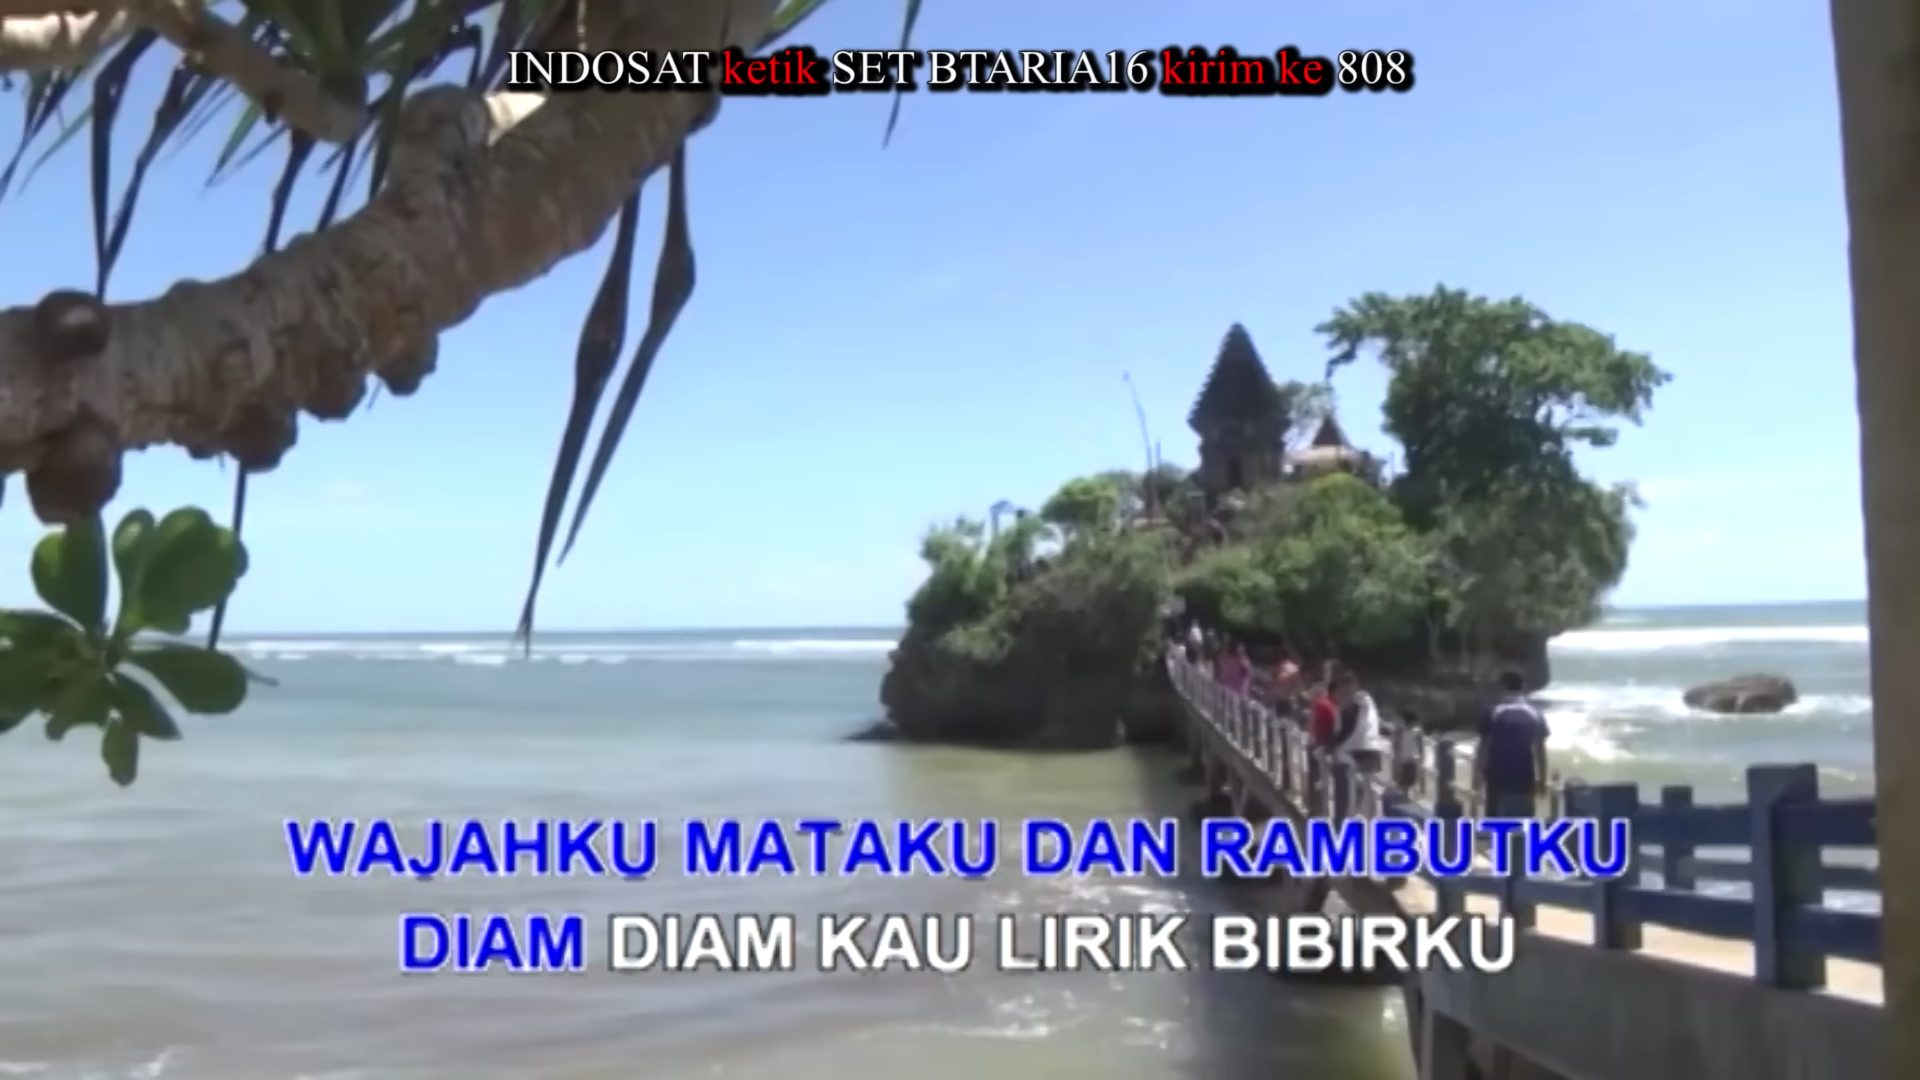 INDOSAT ketik SET BTARIA16 kirim ke 808
WAJAHKU MATAKU DAN RAMBUTKU
DIAM DIAM KAU LIRIK BIBIRKU